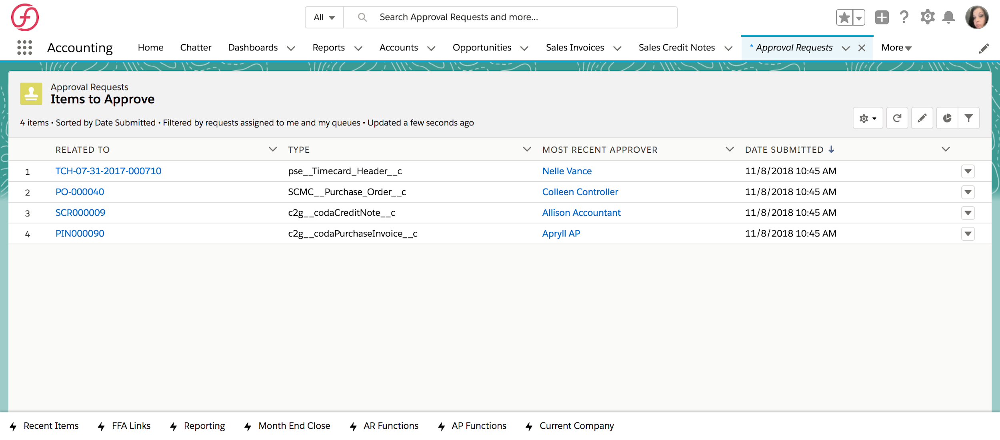 All
Search Approval Requests and more...
Accounting
Home
Chatter
Dashboards
Reports
Accounts
Opportunities
Sales Invoices
Sales Credit Notes
* Approval Requests
More
Approval Requests
Items to Approve
4 items • Sorted by Date Submitted • Filtered by requests assigned to me and my queues • Updated a few seconds ago
RELATED TO TYPE MOST RECENT APPROVER DATE SUBMITTED
1 TCH-07-31-2017-000710 pse__Timecard_Header__c Nelle Vance 11/8/2018 10:45 AM
2 PO-000040 SCMC__Purchase_Order__c Colleen Controller 11/8/2018 10:45 AM
3 SCR000009 c2g__codaCreditNote__c Allison Accountant 11/8/2018 10:45 AM
4 PIN000090 c2g__codaPurchaseInvoice__c Apryll AP 11/8/2018 10:45 AM
Recent Items
FFA Links
Reporting
Month End Close
AR Functions
AP Functions
Current Company